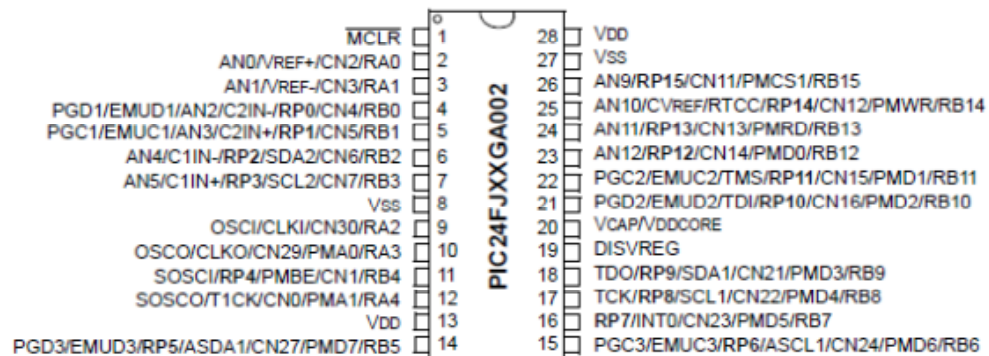 MCLR 1 28 VDD
AN0/VREF+/CN2/RA0 2 27 VSS
AN1/VREF-/CN3/RA1 3 26 AN9/RP15/CN11/PMCS1/RB15
PGD1/EMUD1/AN2/C2IN-/RP0/CN4/RB0 4 25 AN10/CVREF/RTCC/RP14/CN12/PMWR/RB14
PGC1/EMUC1/AN3/C2IN+/RP1/CN5/RB1 5 24 AN11/RP13/CN13/PMRD/RB13
AN4/C1IN-/RP2/SDA2/CN6/RB2 6 23 AN12/RP12/CN14/PMD0/RB12
AN5/C1IN+/RP3/SCL2/CN7/RB3 7 22 PGC2/EMUC2/TMS/RP11/CN15/PMD1/RB11
VSS 8 21 PGD2/EMUD2/TDI/RP10/CN16/PMD2/RB10
OSCI/CLKI/CN30/RA2 9 20 VCAP/VDDCORE
OSCO/CLKO/CN29/PMA0/RA3 10 19 DISVREG
SOSCI/RP4/PMBE/CN1/RB4 11 18 TDO/RP9/SDA1/CN21/PMD3/RB9
SOSCO/T1CK/CN0/PMA1/RA4 12 17 TCK/RP8/SCL1/CN22/PMD4/RB8
VDD 13 16 RP7/INT0/CN23/PMD5/RB7
PGD3/EMUD3/RP5/ASDA1/CN27/PMD7/RB5 14 15 PGC3/EMUC3/RP6/ASCL1/CN24/PMD6/RB6
PIC24FJXXGA002